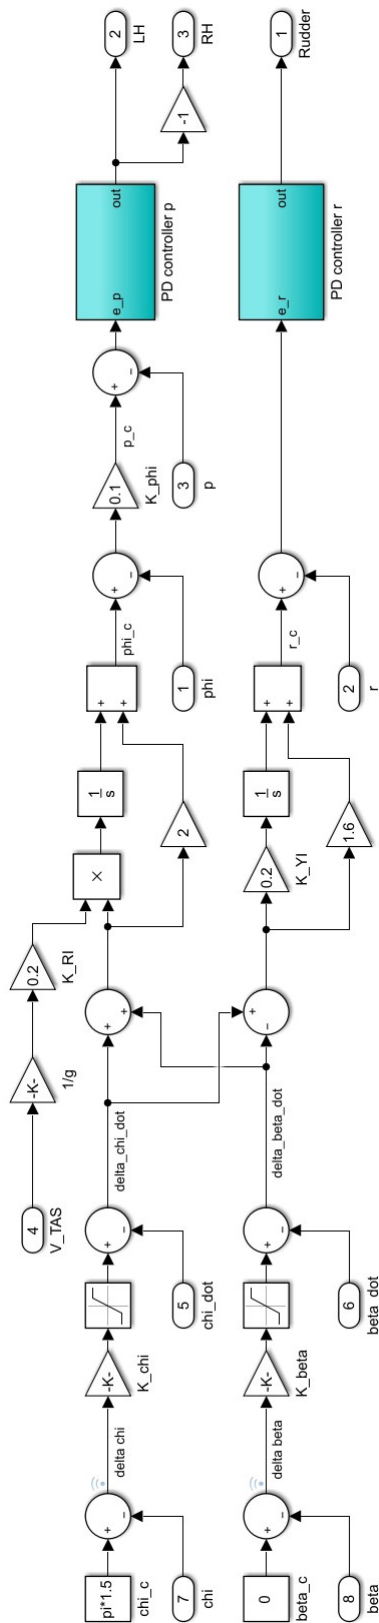 pi*1.5
chi_c
7
chi
+
−
delta chi
-K-
K_chi
5
chi_dot
+
−
delta_chi_dot
4
V_TAS
-K-
1/g
0.2
K_RI
+
+
×
1
s
2
+
+
phi_c
1
phi
+
−
0.1
K_phi
p_c
3
p
+
−
e_p
out
PD controller p
2
LH
-1
3
RH
0
beta_c
8
beta
+
−
delta beta
-K-
K_beta
6
beta_dot
+
−
delta_beta_dot
+
−
0.2
K_YI
1
s
1.6
+
+
r_c
2
r
+
−
e_r
out
PD controller r
1
Rudder